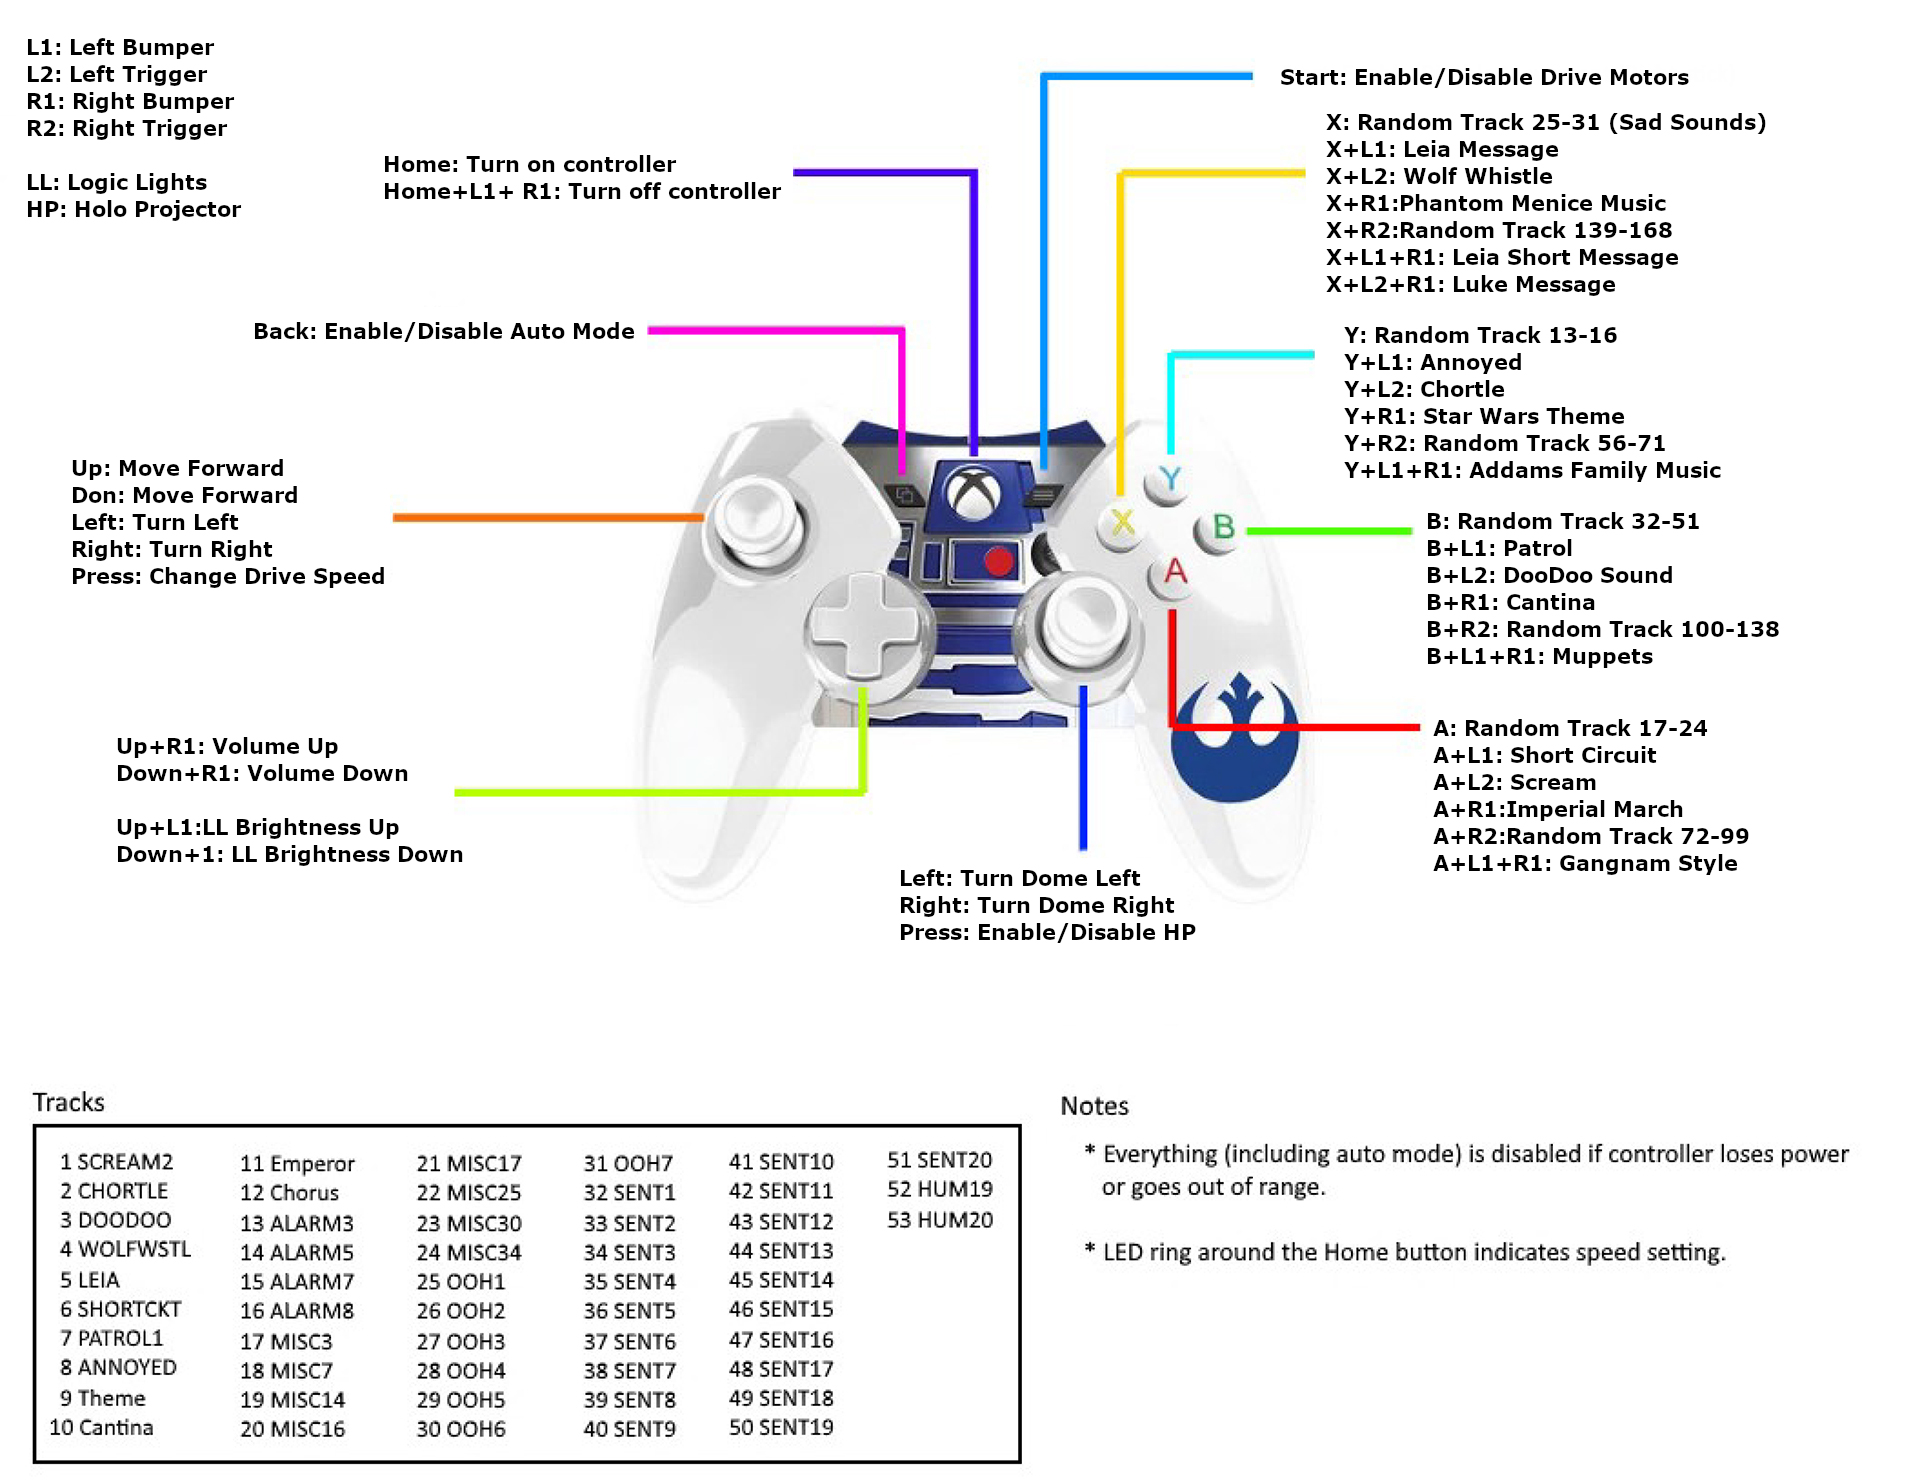 L1: Left Bumper
L2: Left Trigger
R1: Right Bumper
R2: Right Trigger
LL: Logic Lights
HP: Holo Projector
Home: Turn on controller
Home+L1+ R1: Turn off controller
Back: Enable/Disable Auto Mode
Start: Enable/Disable Drive Motors
X: Random Track 25-31 (Sad Sounds)
X+L1: Leia Message
X+L2: Wolf Whistle
X+R1:Phantom Menice Music
X+R2:Random Track 139-168
X+L1+R1: Leia Short Message
X+L2+R1: Luke Message
Y: Random Track 13-16
Y+L1: Annoyed
Y+L2: Chortle
Y+R1: Star Wars Theme
Y+R2: Random Track 56-71
Y+L1+R1: Addams Family Music
Up: Move Forward
Don: Move Forward
Left: Turn Left
Right: Turn Right
Press: Change Drive Speed
Y
X
B
A
B: Random Track 32-51
B+L1: Patrol
B+L2: DooDoo Sound
B+R1: Cantina
B+R2: Random Track 100-138
B+L1+R1: Muppets
Up+R1: Volume Up
Down+R1: Volume Down
Up+L1:LL Brightness Up
Down+1: LL Brightness Down
A: Random Track 17-24
A+L1: Short Circuit
A+L2: Scream
A+R1:Imperial March
A+R2:Random Track 72-99
A+L1+R1: Gangnam Style
Left: Turn Dome Left
Right: Turn Dome Right
Press: Enable/Disable HP
Tracks
1 SCREAM2
2 CHORTLE
3 DOODOO
4 WOLFWSTL
5 LEIA
6 SHORTCKT
7 PATROL1
8 ANNOYED
9 Theme
10 Cantina
11 Emperor
12 Chorus
13 ALARM3
14 ALARM5
15 ALARM7
16 ALARM8
17 MISC3
18 MISC7
19 MISC14
20 MISC16
21 MISC17
22 MISC25
23 MISC30
24 MISC34
25 OOH1
26 OOH2
27 OOH3
28 OOH4
29 OOH5
30 OOH6
31 OOH7
32 SENT1
33 SENT2
34 SENT3
35 SENT4
36 SENT5
37 SENT6
38 SENT7
39 SENT8
40 SENT9
41 SENT10
42 SENT11
43 SENT12
44 SENT13
45 SENT14
46 SENT15
47 SENT16
48 SENT17
49 SENT18
50 SENT19
51 SENT20
52 HUM19
53 HUM20
Notes
* Everything (including auto mode) is disabled if controller loses power
or goes out of range.
* LED ring around the Home button indicates speed setting.